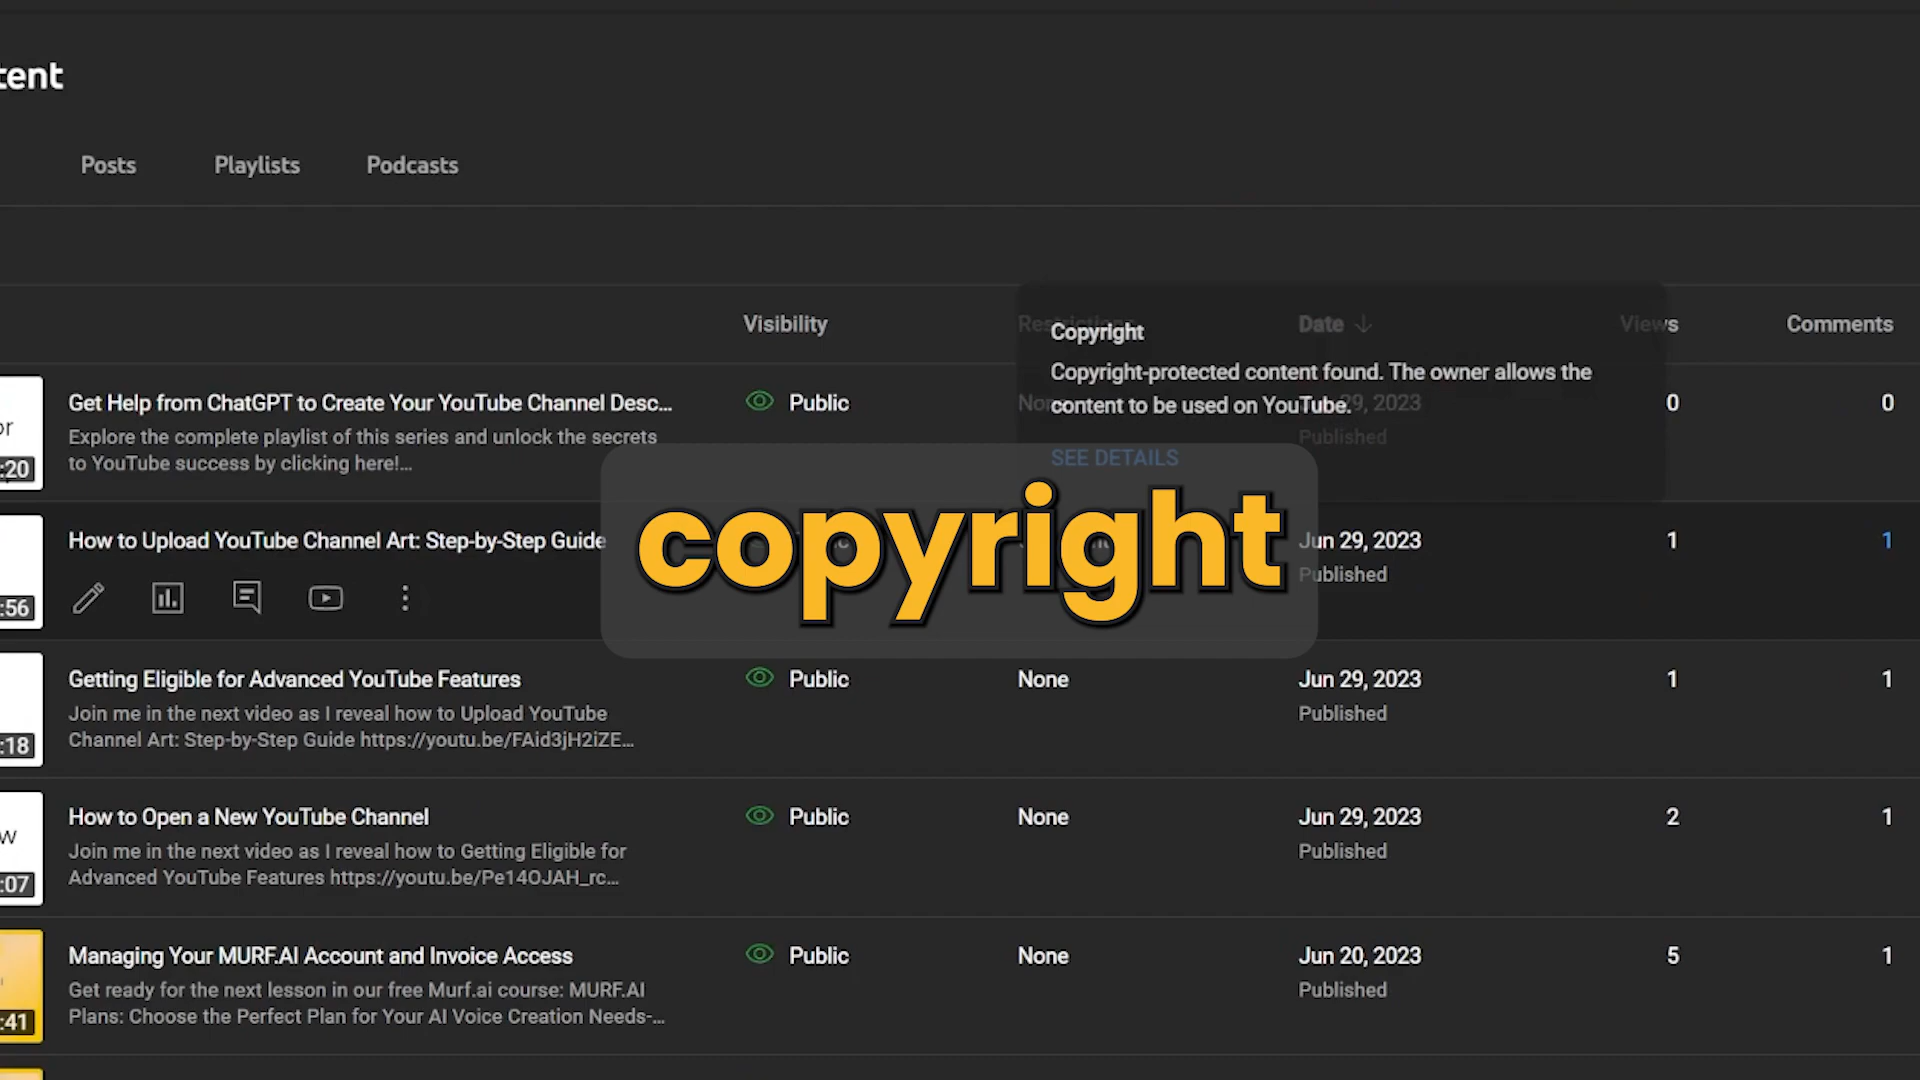 tent
Posts Playlists Podcasts
Visibility Restrictions Date ↓ Views Comments
Copyright
Copyright-protected content found. The owner allows the
content to be used on YouTube.
SEE DETAILS
or
:20
Get Help from ChatGPT to Create Your YouTube Channel Desc...
Public None 29, 2023 0 0
Explore the complete playlist of this series and unlock the secrets
Published
to YouTube success by clicking here!...
copyright
:56
How to Upload YouTube Channel Art: Step-by-Step Guide
Jun 29, 2023 1 1
Published
:18
Getting Eligible for Advanced YouTube Features
Public None Jun 29, 2023 1 1
Join me in the next video as I reveal how to Upload YouTube
Published
Channel Art: Step-by-Step Guide https://youtu.be/FAid3jH2iZE...
w
:07
How to Open a New YouTube Channel
Public None Jun 29, 2023 2 1
Join me in the next video as I reveal how to Getting Eligible for
Published
Advanced YouTube Features https://youtu.be/Pe14OJAH_rc...
:41
Managing Your MURF.AI Account and Invoice Access
Public None Jun 20, 2023 5 1
Get ready for the next lesson in our free Murf.ai course: MURF.AI
Published
Plans: Choose the Perfect Plan for Your AI Voice Creation Needs-...